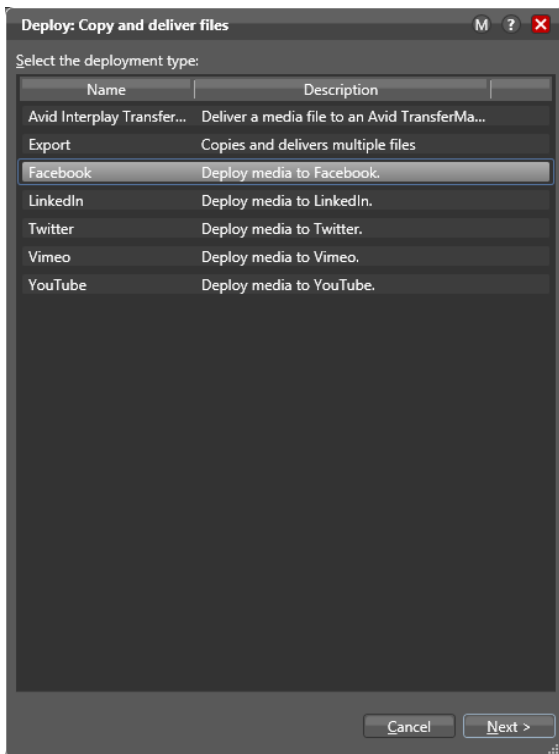 Deploy: Copy and deliver files M ?
Select the deployment type:
Name Description
Avid Interplay Transfer... Deliver a media file to an Avid TransferMa...
Export Copies and delivers multiple files
Facebook Deploy media to Facebook.
LinkedIn Deploy media to LinkedIn.
Twitter Deploy media to Twitter.
Vimeo Deploy media to Vimeo.
YouTube Deploy media to YouTube.
Cancel Next >